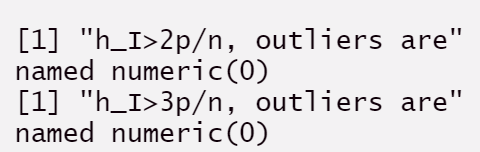 [1] "h_I>2p/n, outliers are"
named numeric(0)
[1] "h_I>3p/n, outliers are"
named numeric(0)